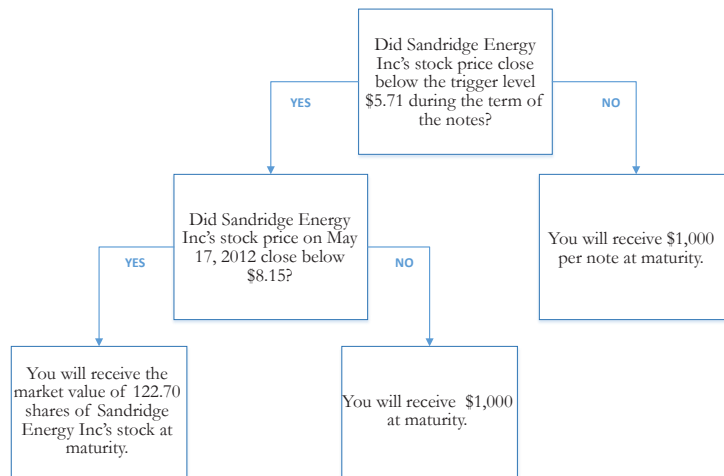 Did Sandridge Energy
Inc's stock price close
below the trigger level
$5.71 during the term of
the notes?
YES
NO
Did Sandridge Energy
Inc's stock price on May
17, 2012 close below
$8.15?
You will receive $1,000
per note at maturity.
YES
NO
You will receive the
market value of 122.70
shares of Sandridge
Energy Inc's stock at
maturity.
You will receive $1,000
at maturity.